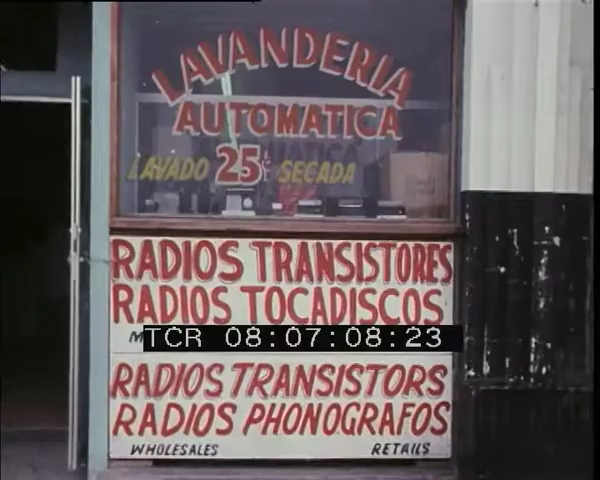 LAVANDERIA
AUTOMATICA
LAVADO 25¢ SECADA
RADIOS TRANSISTORES
RADIOS TOCADISCOS
TCR 08:07:08:23
RADIOS TRANSISTORS
RADIOS PHONOGRAFOS
WHOLESALES RETAILS